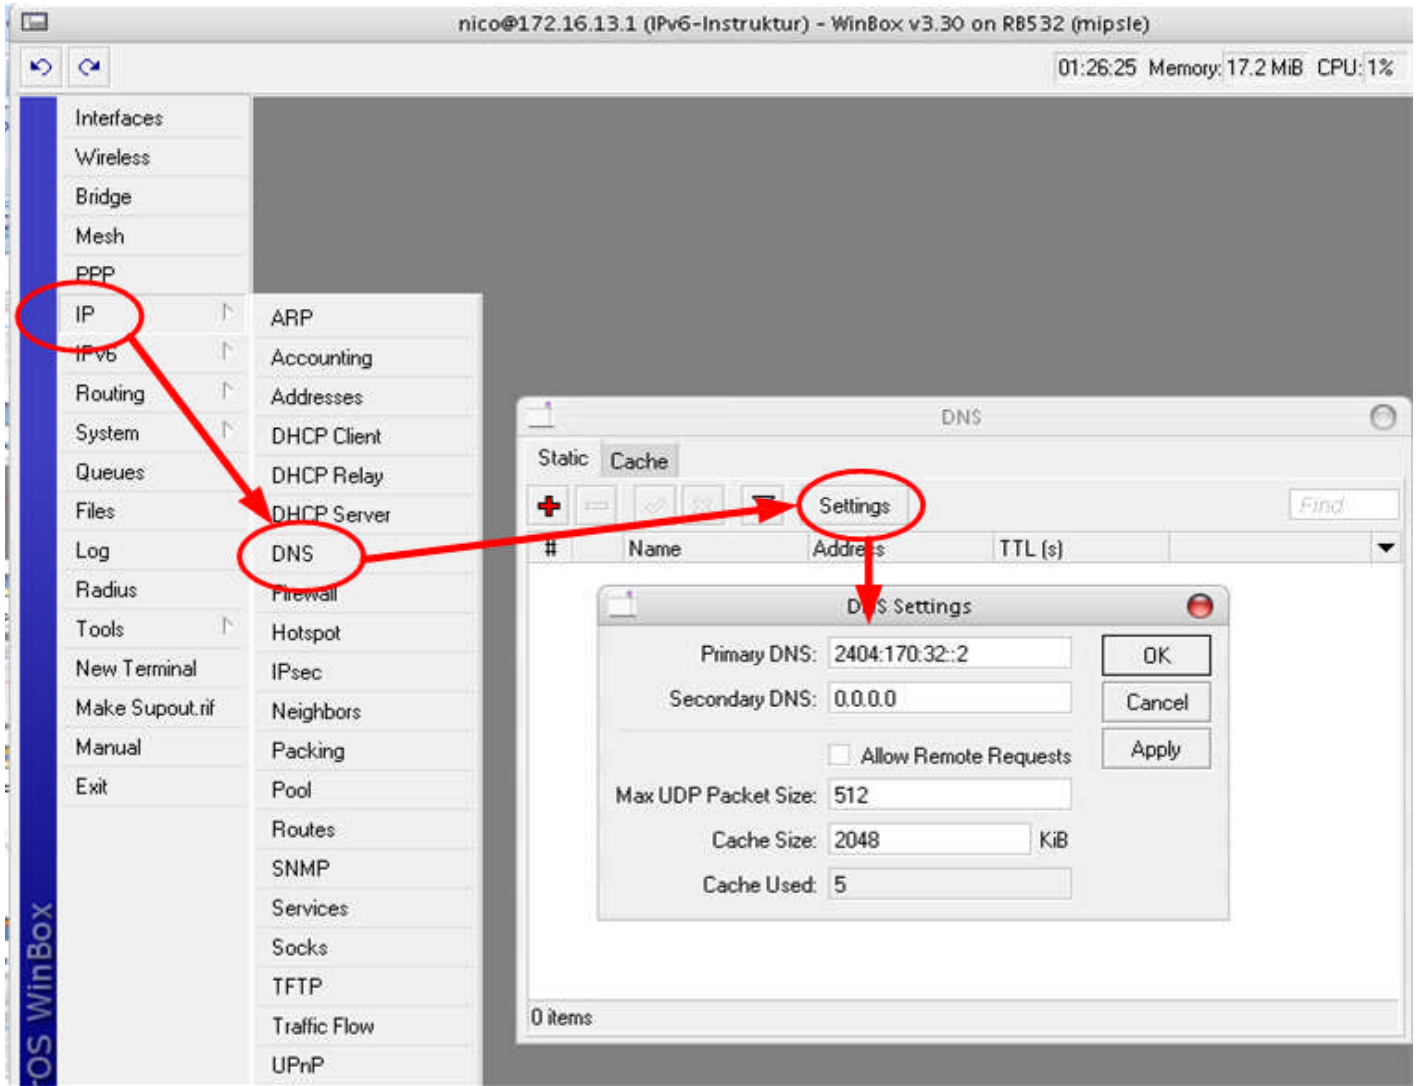 nico@172.16.13.1 (IPv6-Instruktur) - WinBox v3.30 on RB532 (mipsle)
01:26:25 Memory: 17.2 MiB CPU: 1%
Interfaces
Wireless
Bridge
Mesh
PPP
IP
IPv6
Routing
System
Queues
Files
Log
Radius
Tools
New Terminal
Make Supout.rif
Manual
Exit
ARP
Accounting
Addresses
DHCP Client
DHCP Relay
DHCP Server
DNS
Firewall
Hotspot
IPsec
Neighbors
Packing
Pool
Routes
SNMP
Services
Socks
TFTP
Traffic Flow
UPnP
DNS
Static Cache
Settings Find
# Name Address TTL (s)
DNS Settings
Primary DNS: 2404:170:32::2 OK
Secondary DNS: 0.0.0.0 Cancel
Allow Remote Requests Apply
Max UDP Packet Size: 512
Cache Size: 2048 KiB
Cache Used: 5
0 items
rOS WinBox